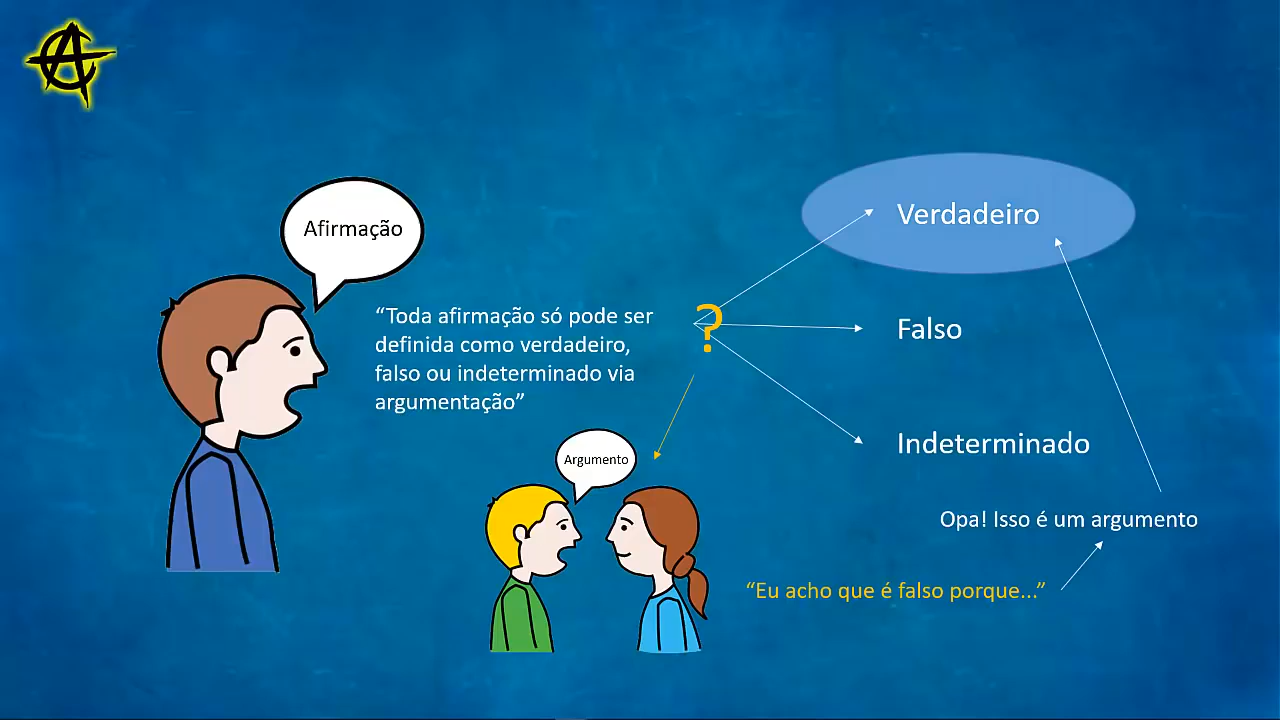 Afirmação
“Toda afirmação só pode ser
definida como verdadeiro,
falso ou indeterminado via
argumentação”
?
Verdadeiro
Falso
Indeterminado
Argumento
Opa! Isso é um argumento
“Eu acho que é falso porque...”